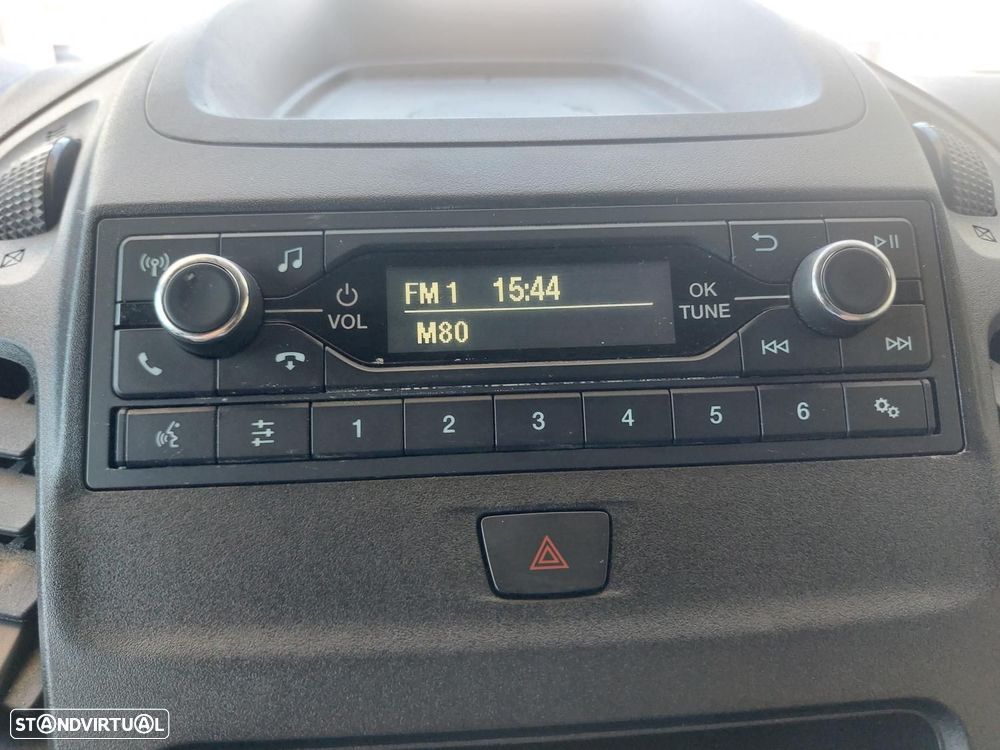 FM 1 15:44
M80
VOL
OK
TUNE
1 2 3 4 5 6
STANDVIRTUAL